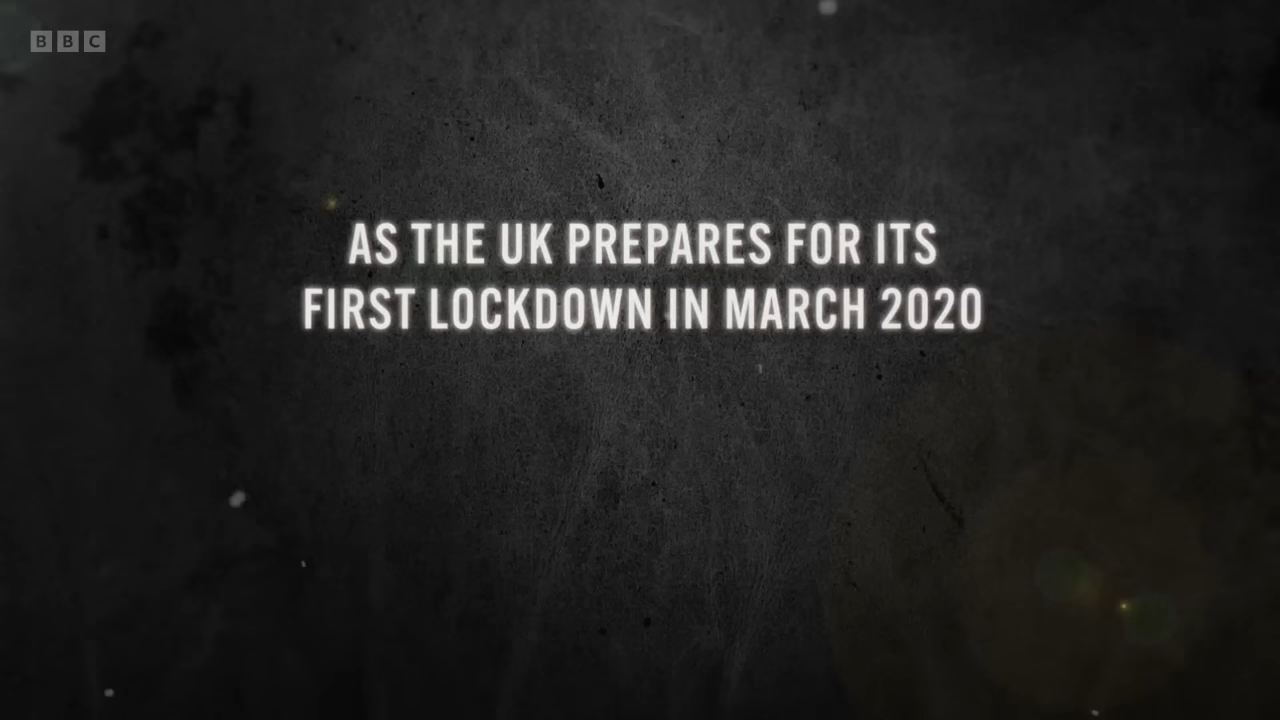 BBC
AS THE UK PREPARES FOR ITS
FIRST LOCKDOWN IN MARCH 2020